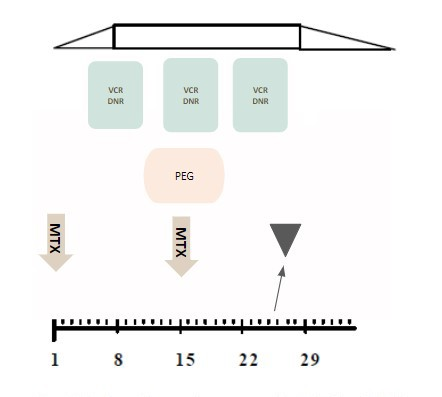 VCR VCR VCR
DNR DNR DNR
PEG
MTX MTX
1 8 15 22 29